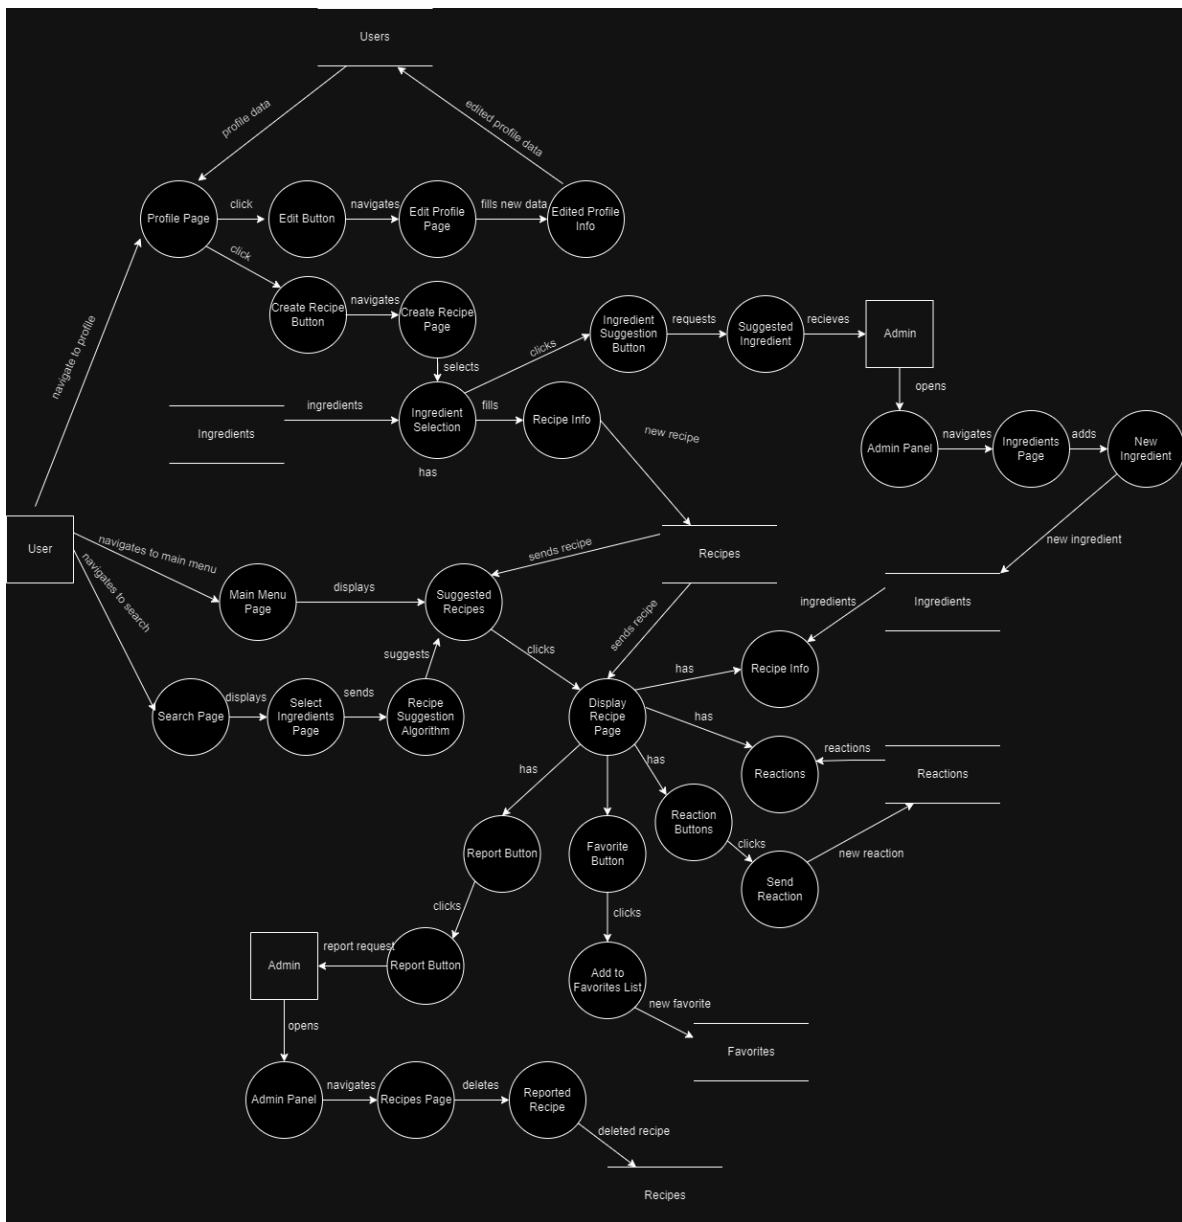 Users
profile data
edited profile data
Profile Page
click
Edit Button
navigates
Edit Profile
Page
fills new data
Edited Profile
Info
click
Create Recipe
Button
navigates
Create Recipe
Page
selects
navigate to profile
Ingredients
ingredients
Ingredient
Selection
has
clicks
Ingredient
Suggestion
Button
requests
Suggested
Ingredient
recieves
Admin
opens
fills
Recipe Info
new recipe
Admin Panel
navigates
Ingredients
Page
adds
New
Ingredient
new ingredient
User
navigates to main menu
navigates to search
Main Menu
Page
displays
Suggested
Recipes
sends recipe
Recipes
sends recipe
Ingredients
ingredients
Recipe Info
suggests
clicks
Search Page
displays
Select
Ingredients
Page
sends
Recipe
Suggestion
Algorithm
Display
Recipe
Page
has
has
Reactions
reactions
Reactions
has
has
Reaction
Buttons
clicks
Send
Reaction
new reaction
Report Button
Favorite
Button
clicks
clicks
Admin
report request
Report Button
Add to
Favorites List
new favorite
Favorites
opens
Admin Panel
navigates
Recipes Page
deletes
Reported
Recipe
deleted recipe
Recipes